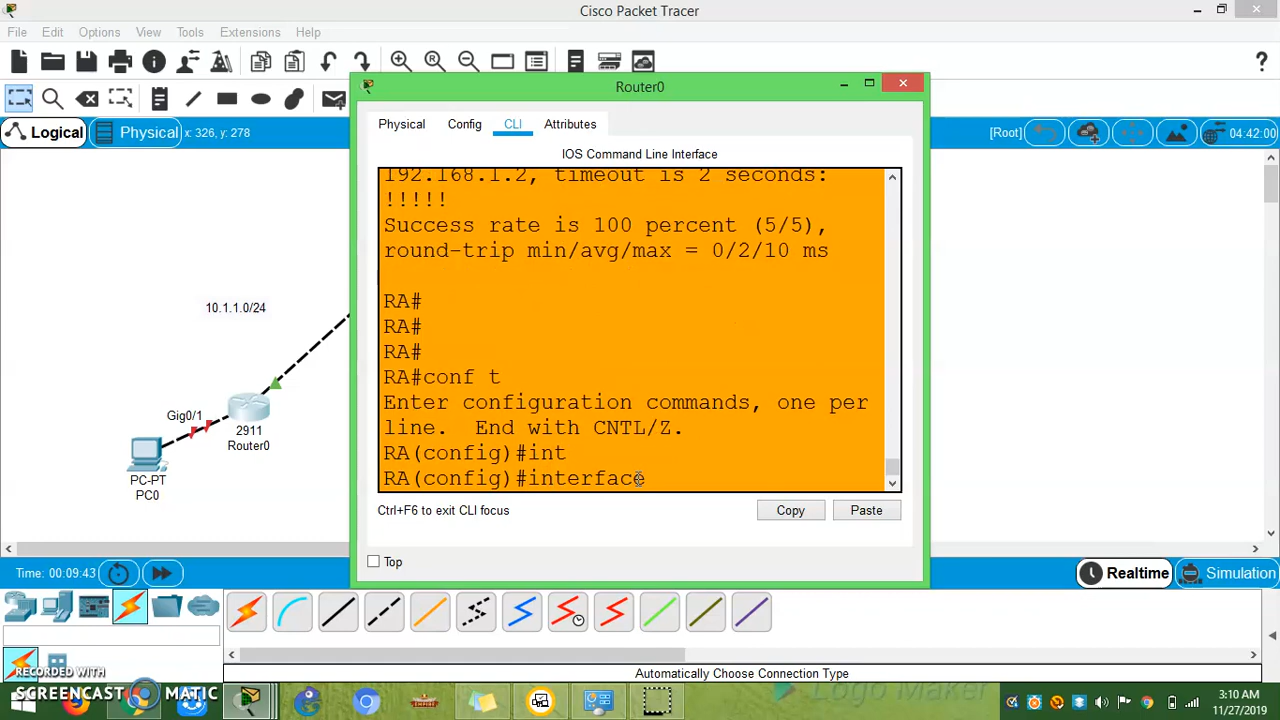 Cisco Packet Tracer
File Edit Options View Tools Extensions Help
Logical Physical x: 326, y: 278 [Root] 04:42:00
Router0
Physical Config CLI Attributes
IOS Command Line Interface
192.168.1.2, timeout is 2 seconds:
!!!!!
Success rate is 100 percent (5/5),
round-trip min/avg/max = 0/2/10 ms
RA#
RA#
RA#
RA#conf t
Enter configuration commands, one per
line. End with CNTL/Z.
RA(config)#int
RA(config)#interface
Ctrl+F6 to exit CLI focus
Copy Paste
Top
10.1.1.0/24
Gig0/1
2911
Router0
PC-PT
PC0
Time: 00:09:43 Realtime Simulation
Automatically Choose Connection Type
RECORDED WITH
SCREENCAST MATIC
Logo Maker
3:10 AM
11/27/2019